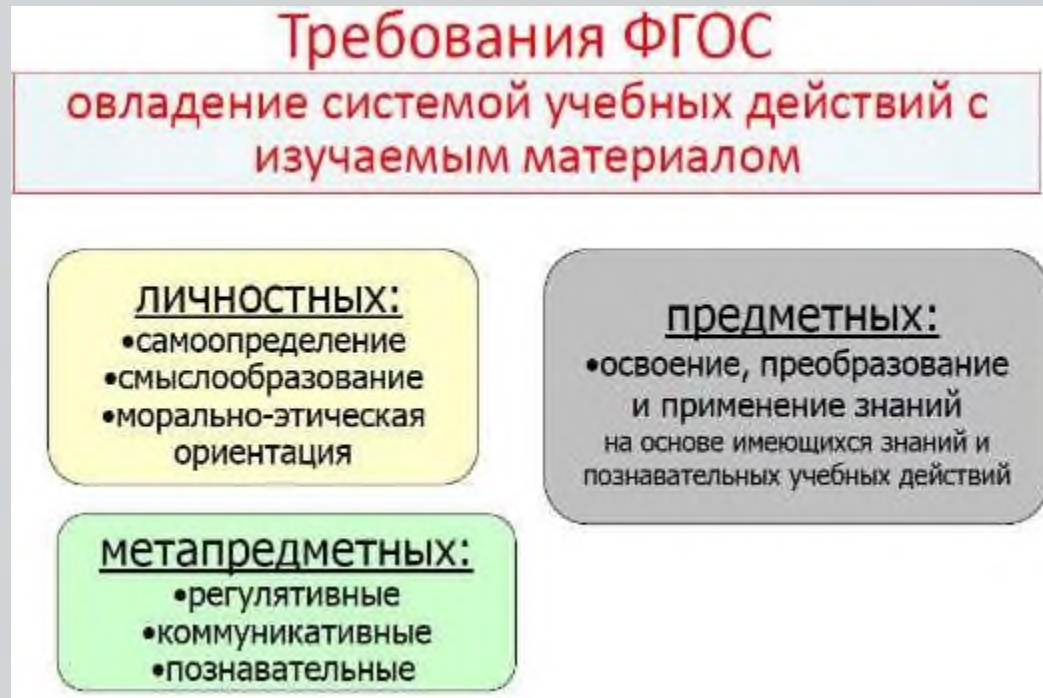 Требования ФГОС
овладение системой учебных действий с
изучаемым материалом
личностных:
•самоопределение
•смыслообразование
•морально-этическая
ориентация
предметных:
•освоение, преобразование
и применение знаний
на основе имеющихся знаний и
познавательных учебных действий
метапредметных:
•регулятивные
•коммуникативные
•познавательные